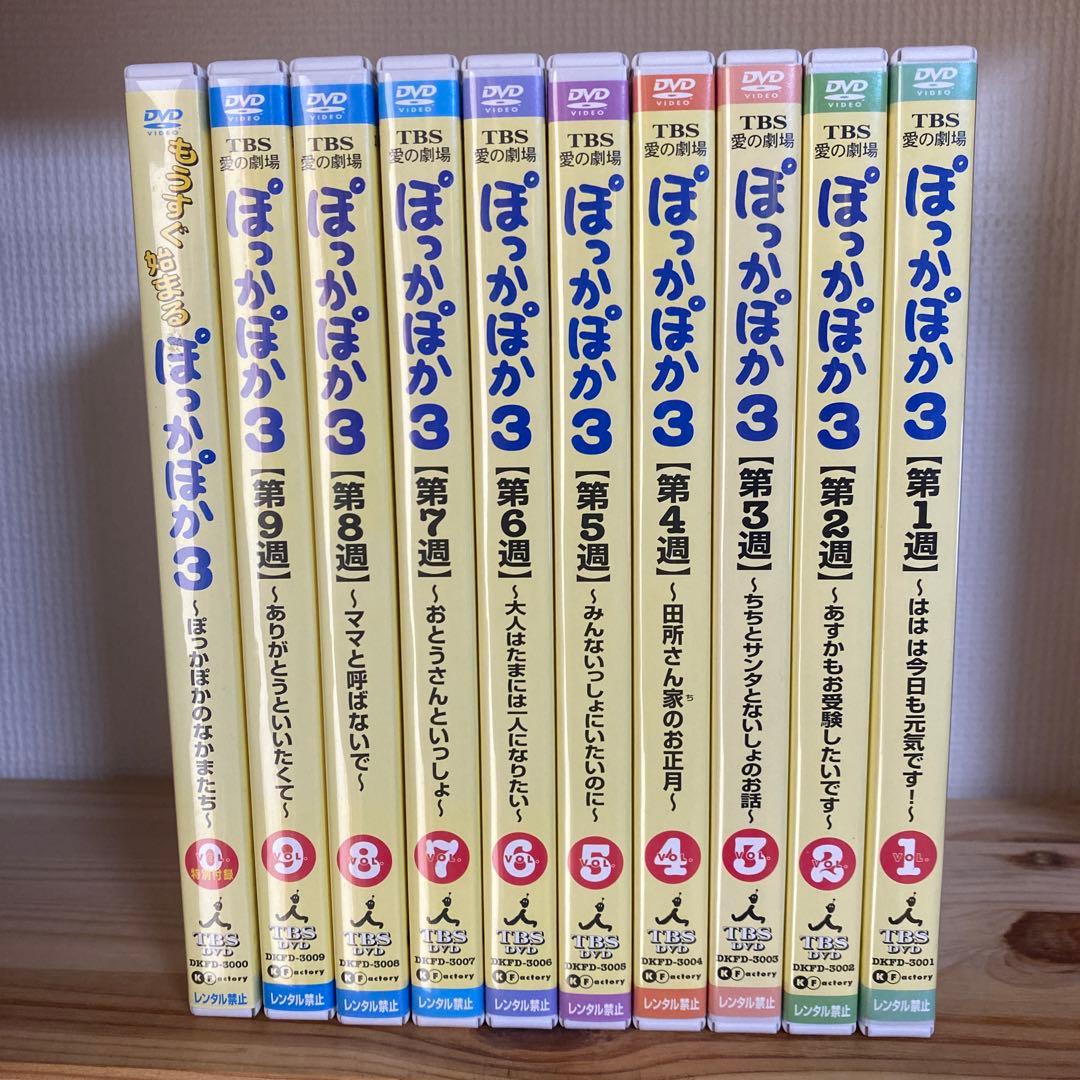 DVD
VIDEO
もうすぐ始まる
ぽっかぽか3
～ぽっかぽかのなかまたち～
VOL.
0
特別付録
TBS
DVD
DKFD-3000
KFactory
レンタル禁止
DVD
VIDEO
TBS
愛の劇場
ぽっかぽか3
【第9週】
～ありがとうといいたくて～
VOL.
9
TBS
DVD
DKFD-3009
KFactory
レンタル禁止
DVD
VIDEO
TBS
愛の劇場
ぽっかぽか3
【第8週】
～ママと呼ばないで～
VOL.
8
TBS
DVD
DKFD-3008
KFactory
レンタル禁止
DVD
VIDEO
TBS
愛の劇場
ぽっかぽか3
【第7週】
～おとうさんといっしょ～
VOL.
7
TBS
DVD
DKFD-3007
KFactory
レンタル禁止
DVD
VIDEO
TBS
愛の劇場
ぽっかぽか3
【第6週】
～大人はたまには一人になりたい～
VOL.
6
TBS
DVD
DKFD-3006
KFactory
レンタル禁止
DVD
VIDEO
TBS
愛の劇場
ぽっかぽか3
【第5週】
～みんないっしょにいたいのに～
VOL.
5
TBS
DVD
DKFD-3005
KFactory
レンタル禁止
DVD
VIDEO
TBS
愛の劇場
ぽっかぽか3
【第4週】
～田所さん家のお正月～
ち
VOL.
4
TBS
DVD
DKFD-3004
KFactory
レンタル禁止
DVD
VIDEO
TBS
愛の劇場
ぽっかぽか3
【第3週】
～ちちとサンタとないしょのお話～
VOL.
3
TBS
DVD
DKFD-3003
KFactory
レンタル禁止
DVD
VIDEO
TBS
愛の劇場
ぽっかぽか3
【第2週】
～あすかもお受験したいです～
VOL.
2
TBS
DVD
DKFD-3002
KFactory
レンタル禁止
DVD
VIDEO
TBS
愛の劇場
ぽっかぽか3
【第1週】
～ははは今日も元気です！～
VOL.
1
TBS
DVD
DKFD-3001
KFactory
レンタル禁止